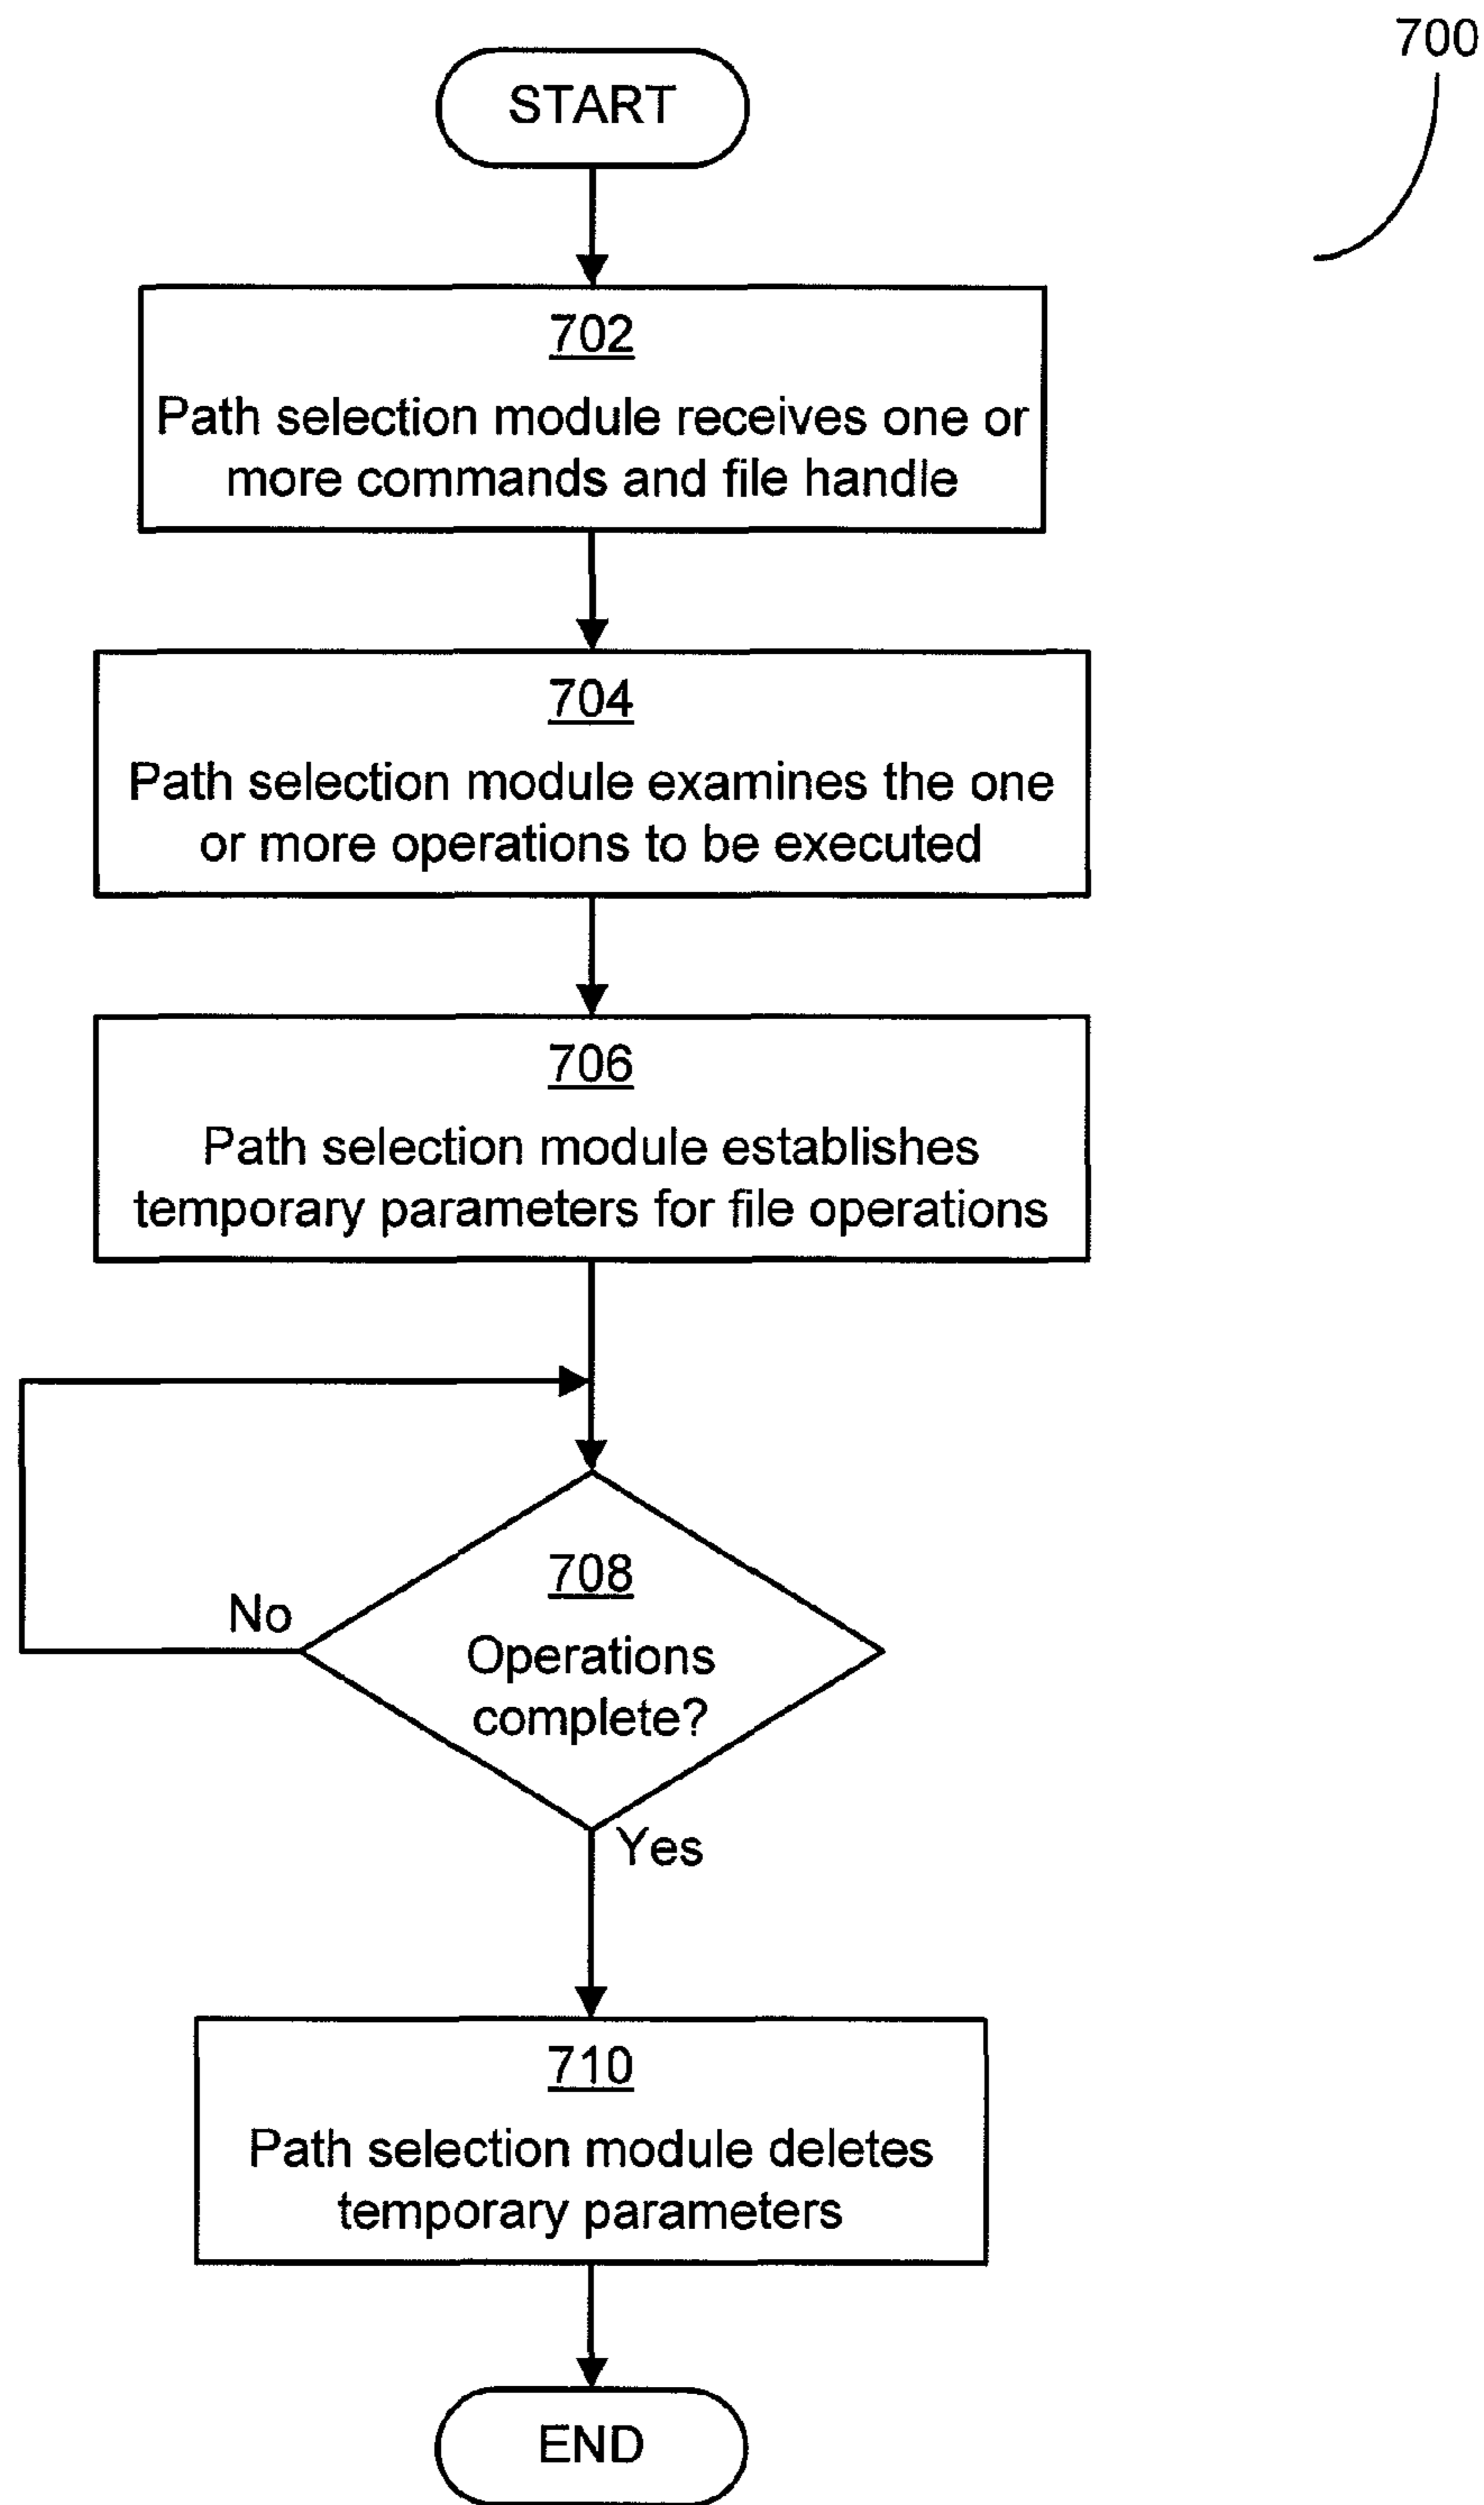 700
START
702
Path selection module receives one or
more commands and file handle
704
Path selection module examines the one
or more operations to be executed
706
Path selection module establishes
temporary parameters for file operations
708
Operations
complete?
No
Yes
710
Path selection module deletes
temporary parameters
END